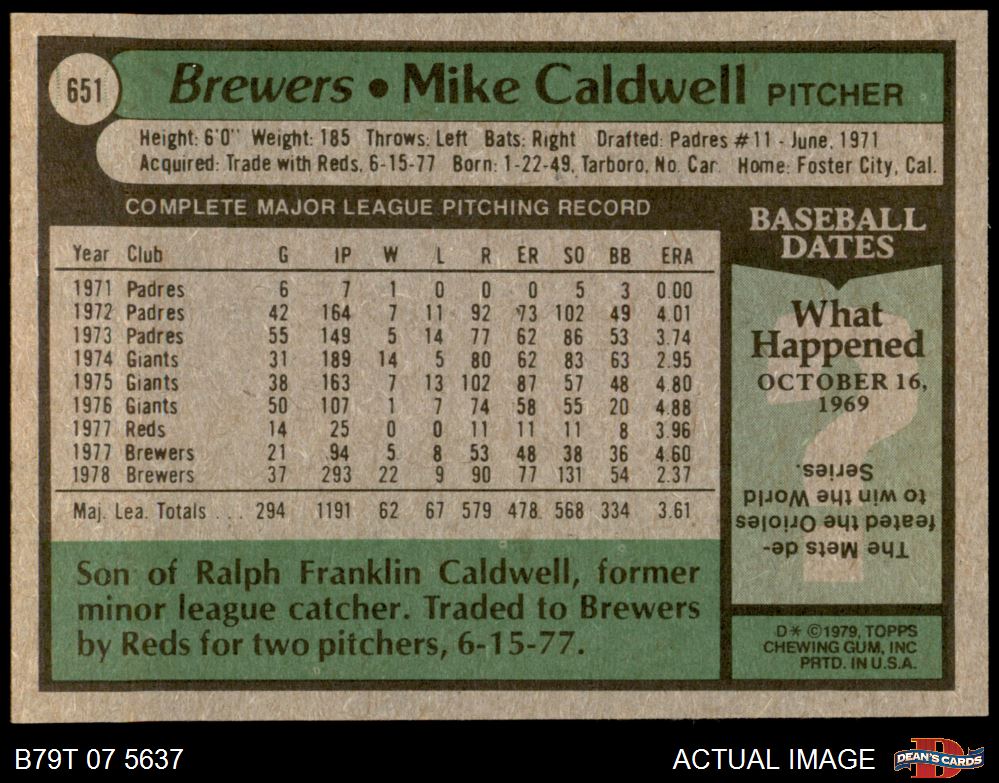 651
Brewers • Mike Caldwell PITCHER
Height: 6'0" Weight: 185 Throws: Left Bats: Right Drafted: Padres #11 - June, 1971
Acquired: Trade with Reds, 6-15-77 Born: 1-22-49, Tarboro, No. Car. Home: Foster City, Cal.
COMPLETE MAJOR LEAGUE PITCHING RECORD
Year Club G IP W L R ER SO BB ERA
1971 Padres 6 7 1 0 0 0 5 3 0.00
1972 Padres 42 164 7 11 92 73 102 49 4.01
1973 Padres 55 149 5 14 77 62 86 53 3.74
1974 Giants 31 189 14 5 80 62 83 63 2.95
1975 Giants 38 163 7 13 102 87 57 48 4.80
1976 Giants 50 107 1 7 74 58 55 20 4.88
1977 Reds 14 25 0 0 11 11 11 8 3.96
1977 Brewers 21 94 5 8 53 48 38 36 4.60
1978 Brewers 37 293 22 9 90 77 131 54 2.37
Maj. Lea. Totals ... 294 1191 62 67 579 478 568 334 3.61
Son of Ralph Franklin Caldwell, former
minor league catcher. Traded to Brewers
by Reds for two pitchers, 6-15-77.
BASEBALL
DATES
What
Happened
OCTOBER 16,
1969
The Mets de-
feated the Orioles
to win the World
Series.
D* ©1979, TOPPS
CHEWING GUM, INC
PRTD. IN U.S.A.
B79T 07 5637
ACTUAL IMAGE
D
DEAN'S CARDS